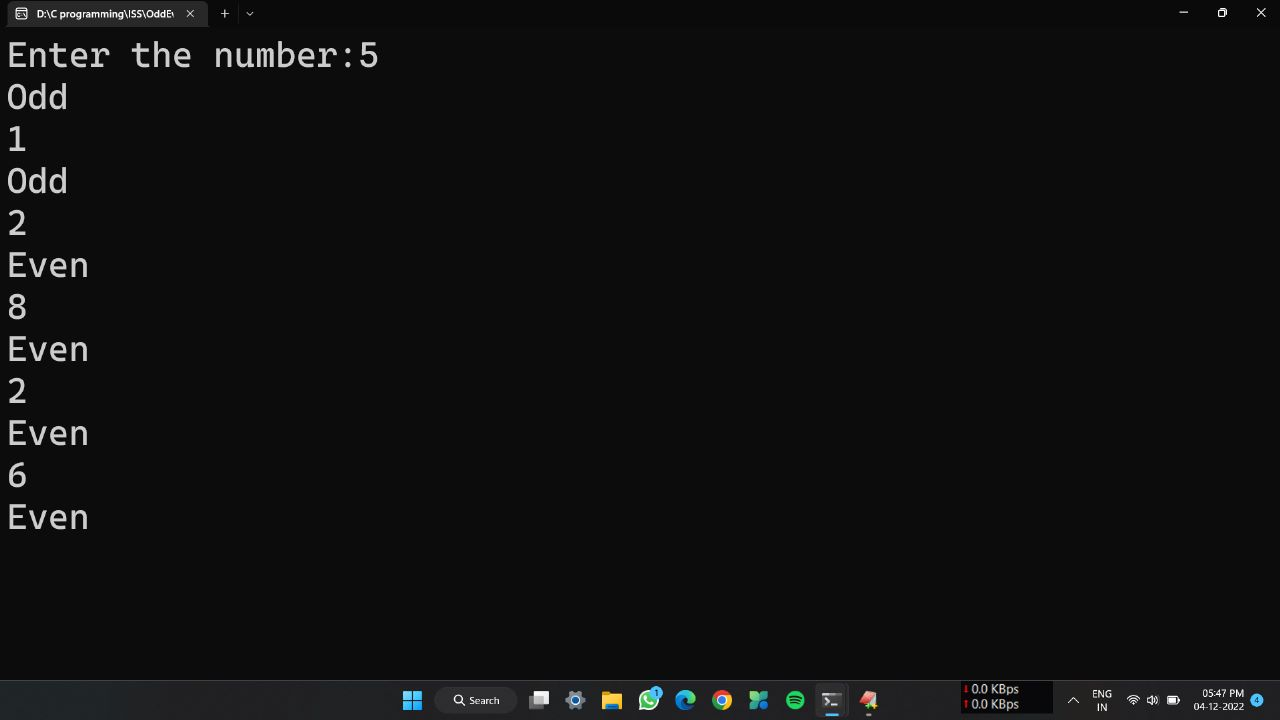 D:\C programming\ISS\OddE
Enter the number:5
Odd
1
Odd
2
Even
8
Even
2
Even
6
Even
Search
1
0.0 KBps
0.0 KBps
ENG
IN
05:47 PM
04-12-2022
4